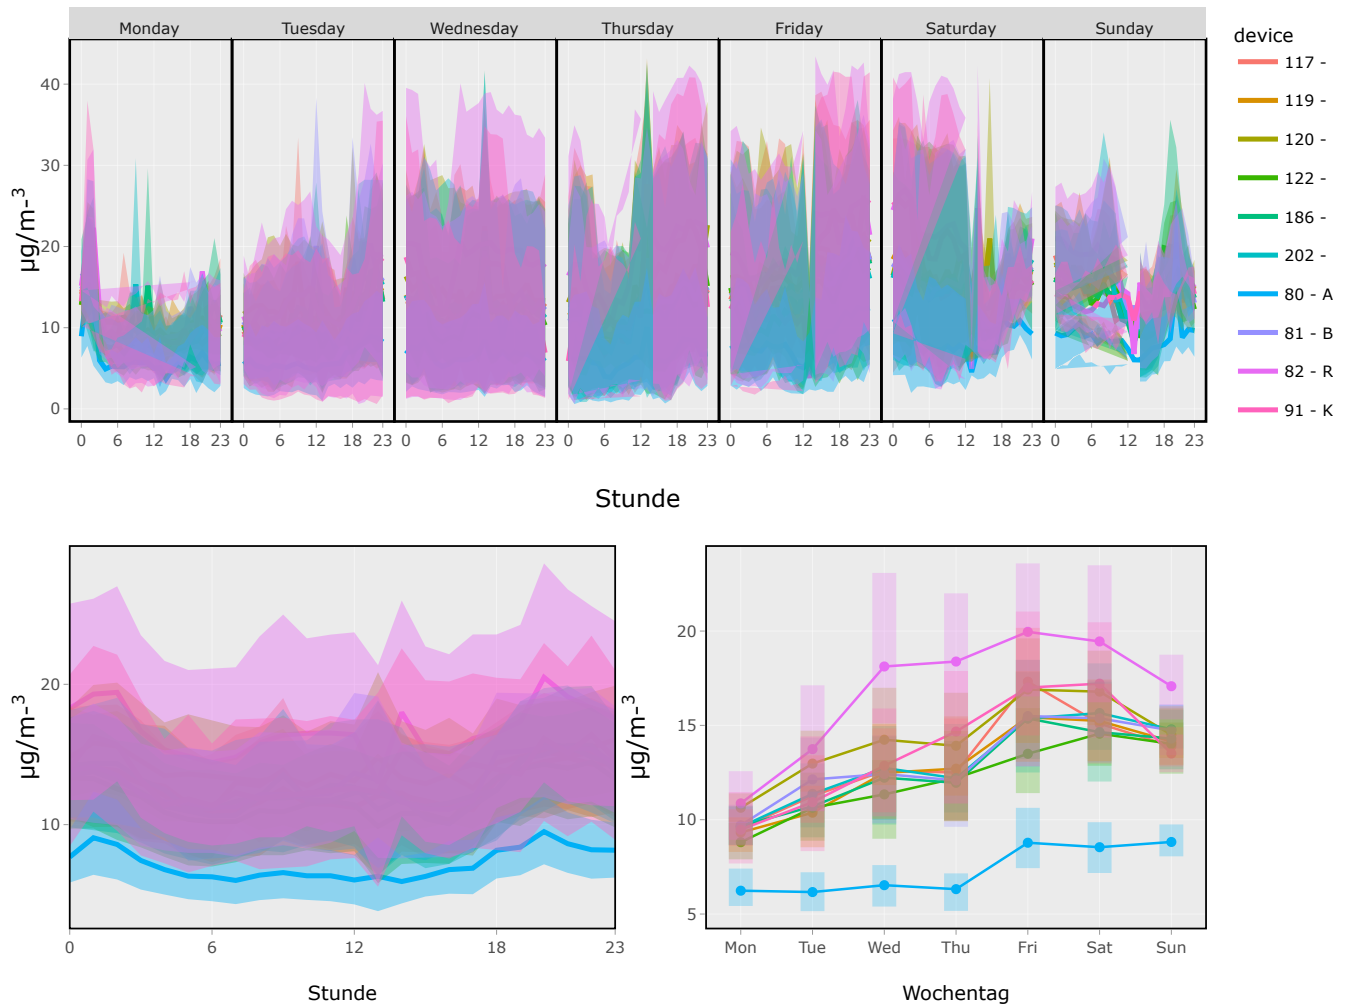 Monday Tuesday Wednesday Thursday Friday Saturday Sunday
device
117 -
119 -
120 -
122 -
186 -
202 -
80 - A
81 - B
82 - R
91 - K
µg/m-³
40
30
20
10
0
0 6 12 18 23 0 6 12 18 23 0 6 12 18 23 0 6 12 18 23 0 6 12 18 23 0 6 12 18 23 0 6 12 18 23
Stunde
µg/m-³
20
10
0 6 12 18 23
Stunde
µg/m-³
20
15
10
5
Mon Tue Wed Thu Fri Sat Sun
Wochentag